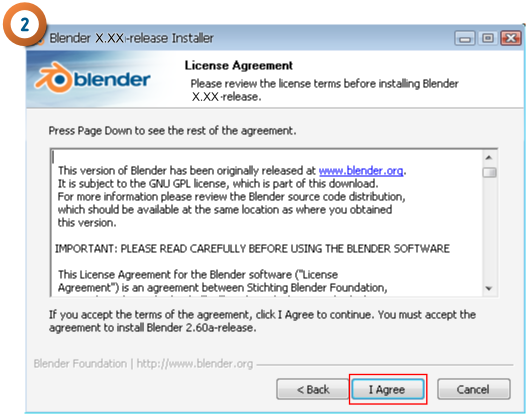 2
Blender X.XX-release Installer
blender
License Agreement
Please review the license terms before installing Blender
X.XX-release.
Press Page Down to see the rest of the agreement.
This version of Blender has been originally released at www.blender.org.
It is subject to the GNU GPL license, which is part of this download.
For more information please review the Blender source code distribution,
which should be available at the same location as where you obtained
this version.
IMPORTANT: PLEASE READ CAREFULLY BEFORE USING THE BLENDER SOFTWARE
This License Agreement for the Blender software ("License
Agreement") is an agreement between Stichting Blender Foundation,
If you accept the terms of the agreement, click I Agree to continue. You must accept the
agreement to install Blender 2.60a-release.
Blender Foundation | http://www.blender.org
< Back
I Agree
Cancel